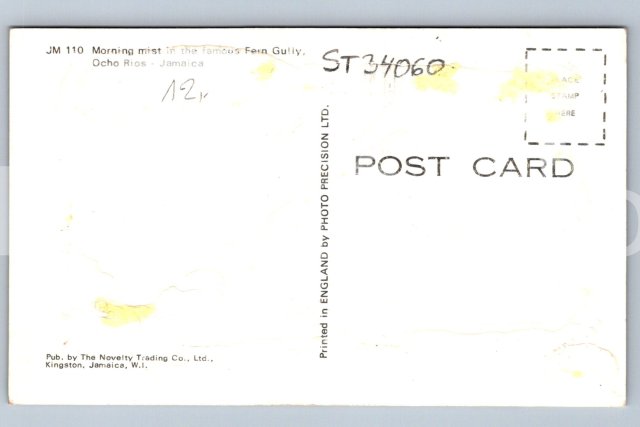 JM 110 Morning mist in the famous Fern Gully,
Ocho Rios - Jamaica
12,-
ST34060
PLACE
STAMP
HERE
POST CARD
Printed in ENGLAND by PHOTO PRECISION LTD.
Pub. by The Novelty Trading Co., Ltd.,
Kingston, Jamaica, W.I.